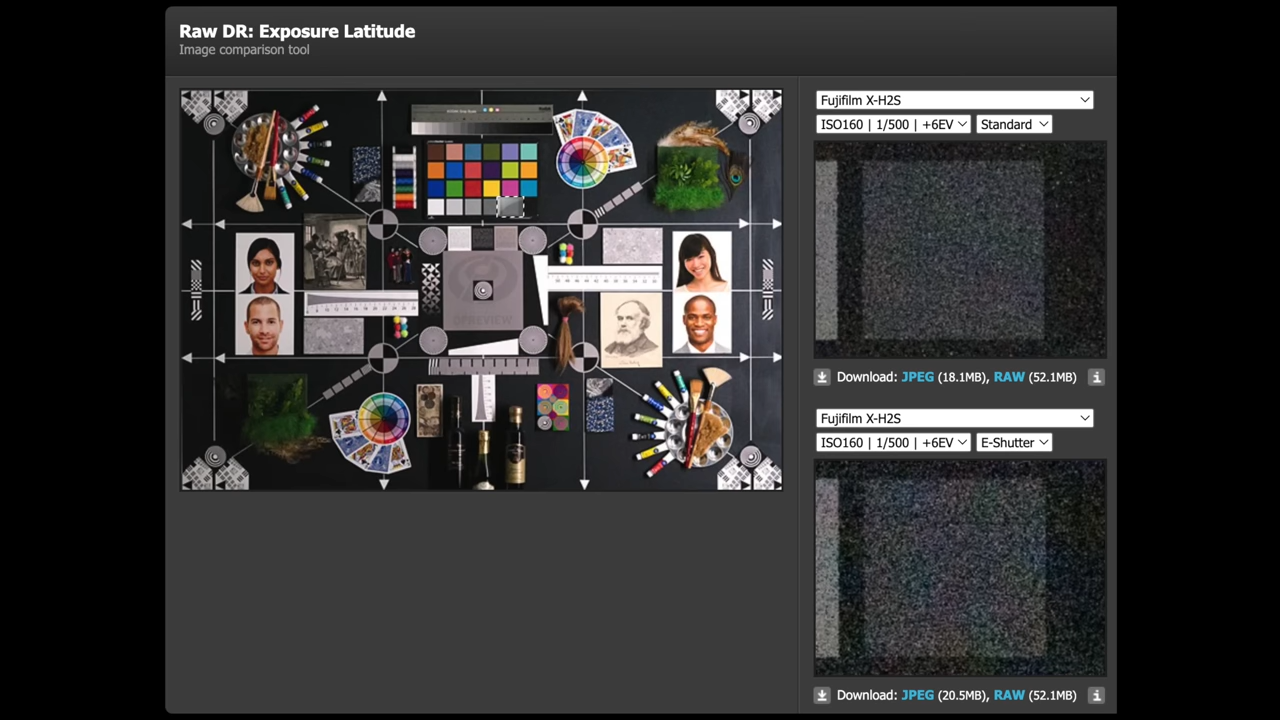 Raw DR: Exposure Latitude
Image comparison tool
DPREVIEW
Fujifilm X-H2S
ISO160 | 1/500 | +6EV
Standard
Download: JPEG (18.1MB), RAW (52.1MB)
Fujifilm X-H2S
ISO160 | 1/500 | +6EV
E-Shutter
Download: JPEG (20.5MB), RAW (52.1MB)